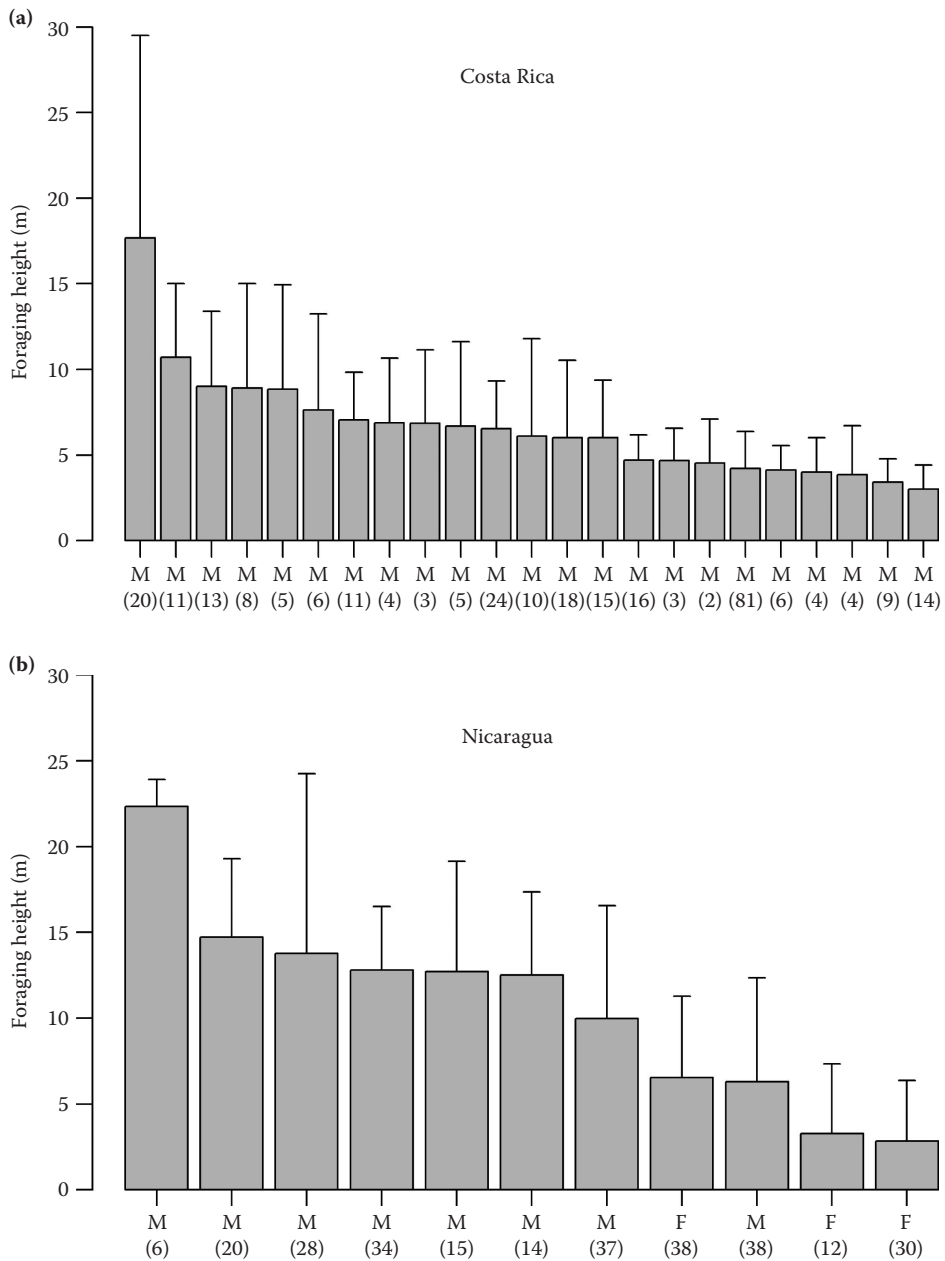 (a)
30
25
20
15
10
5
0
Foraging height (m)
Costa Rica
M M M M M M M M M M M M M M M M M M M M M M M
(20) (11) (13) (8) (5) (6) (11) (4) (3) (5) (24) (10) (18) (15) (16) (3) (2) (81) (6) (4) (4) (9) (14)
(b)
30
25
20
15
10
5
0
Foraging height (m)
Nicaragua
M M M M M M M F M F F
(6) (20) (28) (34) (15) (14) (37) (38) (38) (12) (30)